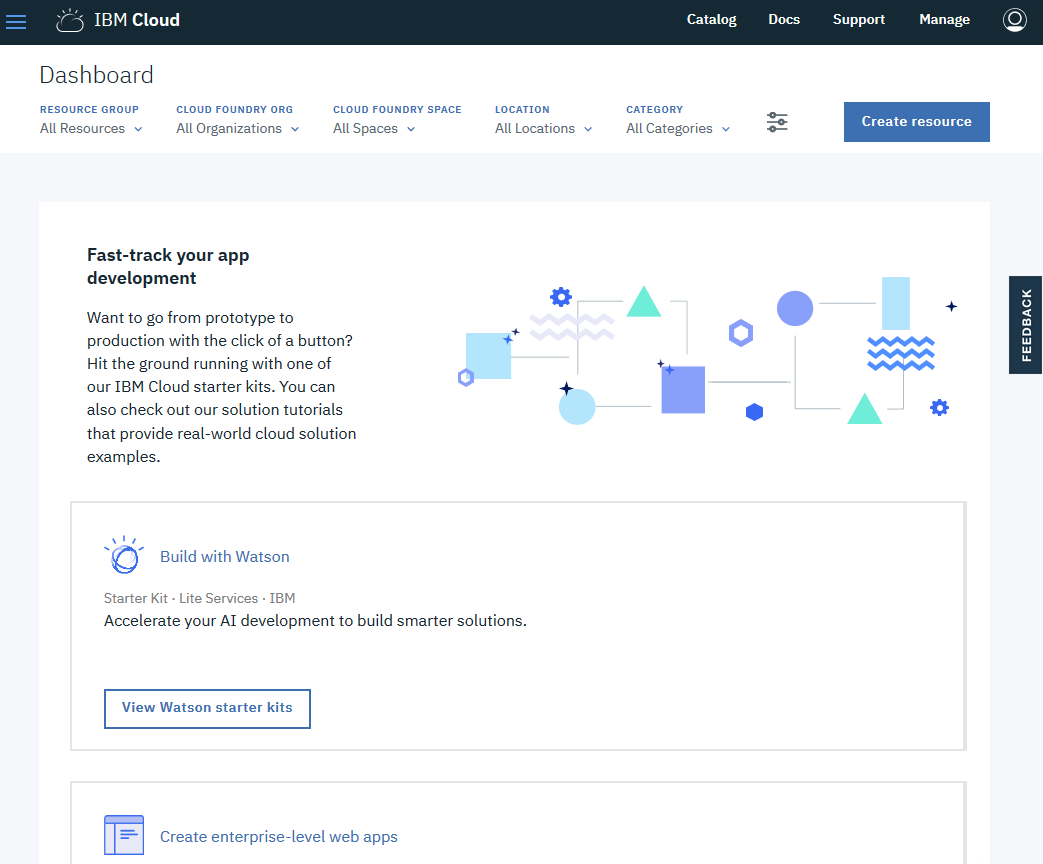 IBM Cloud
Catalog Docs Support Manage
Dashboard
RESOURCE GROUP CLOUD FOUNDRY ORG CLOUD FOUNDRY SPACE LOCATION CATEGORY
All Resources All Organizations All Spaces All Locations All Categories
Create resource
FEEDBACK
Fast-track your app
development
Want to go from prototype to
production with the click of a button?
Hit the ground running with one of
our IBM Cloud starter kits. You can
also check out our solution tutorials
that provide real-world cloud solution
examples.
Build with Watson
Starter Kit · Lite Services · IBM
Accelerate your AI development to build smarter solutions.
View Watson starter kits
Create enterprise-level web apps